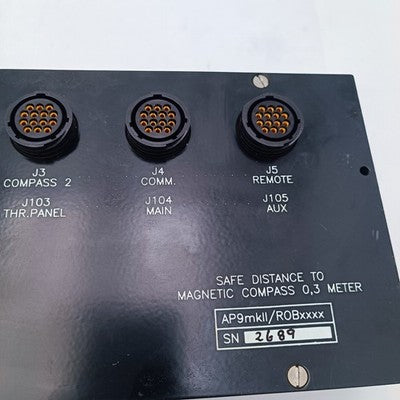 J3 J4 J5
COMPASS 2 COMM. REMOTE
J103 J104 J105
THR.PANEL MAIN AUX
SAFE DISTANCE TO
MAGNETIC COMPASS 0,3 METER
AP9mkII/ROBxxxx
SN 2689